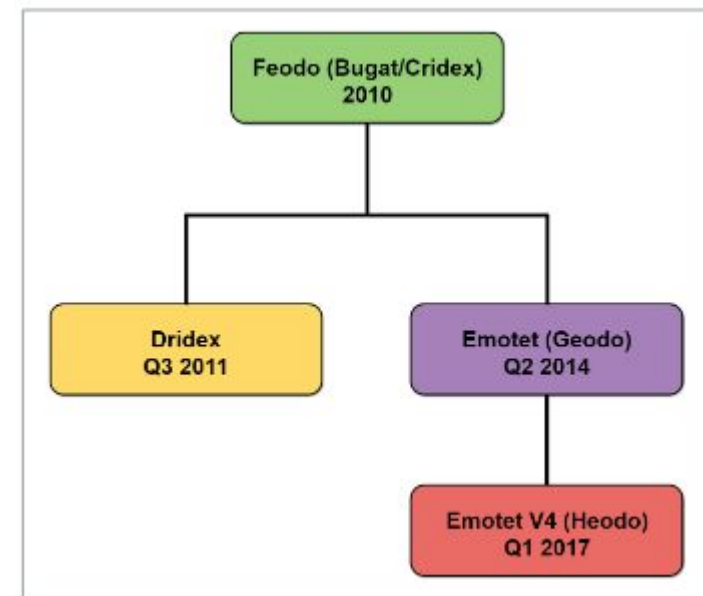 Feodo (Bugat/Cridex)
2010
Dridex
Q3 2011
Emotet (Geodo)
Q2 2014
Emotet V4 (Heodo)
Q1 2017